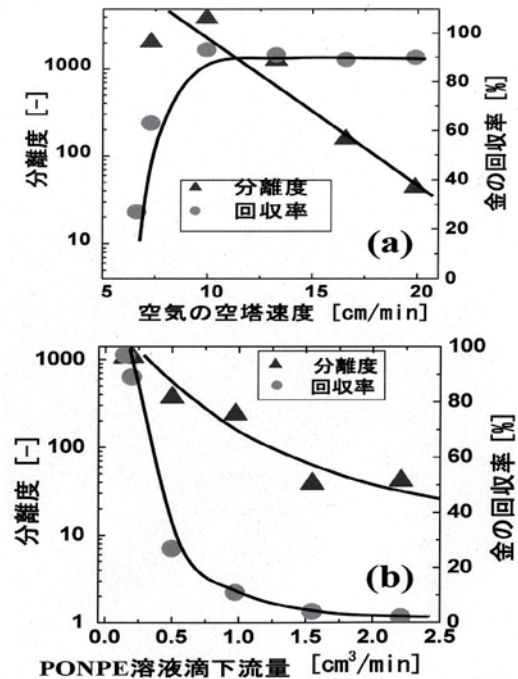 分離度 [-]
1000
100
10
▲ 分離度
● 回収率
(a)
100
80
60
40
20
0
金の回収率 [%]
5 10 15 20
空気の空塔速度 [cm/min]
分離度 [-]
1000
100
10
1
▲ 分離度
● 回収率
(b)
100
80
60
40
20
0
金の回収率 [%]
0.0 0.5 1.0 1.5 2.0
PONPE溶液滴下流量 [cm³/min]